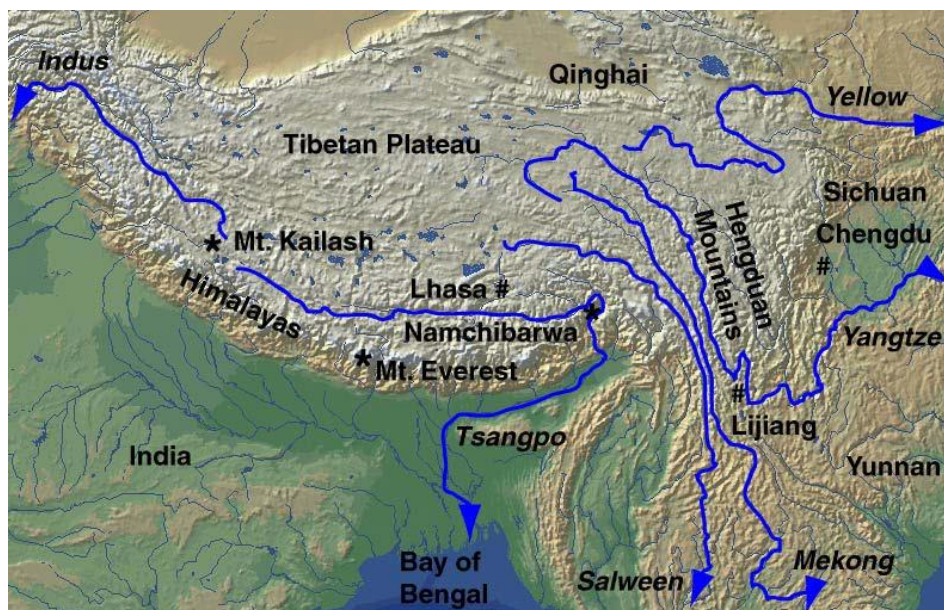 Indus
Qinghai
Yellow
Tibetan Plateau
Sichuan
Hengduan
Mountains
Chengdu
#
* Mt. Kailash
Himalayas
Lhasa #
Namchibarwa *
Yangtze
* Mt. Everest
#
Lijiang
Tsangpo
India
Yunnan
Bay of
Bengal
Salween
Mekong